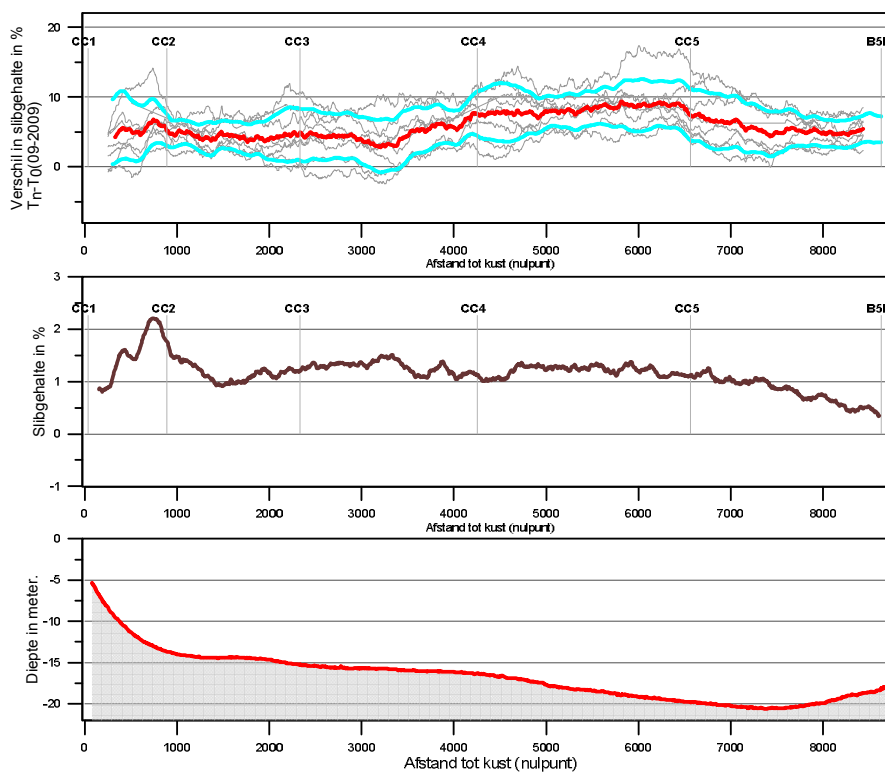 20
CC1 CC2 CC3 CC4 CC5 B5
10
0
Verschil in slibgehalte in %
Tn-T0(09-2009)
0 1000 2000 3000 4000 5000 6000 7000 8000
Afstand tot kust (nulpunt)
3
CC1 CC2 CC3 CC4 CC5 B5
2
1
0
-1
Slibgehalte in %
0 1000 2000 3000 4000 5000 6000 7000 8000
Afstand tot kust (nulpunt)
0
-5
-10
-15
-20
Diepte in meter.
0 1000 2000 3000 4000 5000 6000 7000 8000
Afstand tot kust (nulpunt)